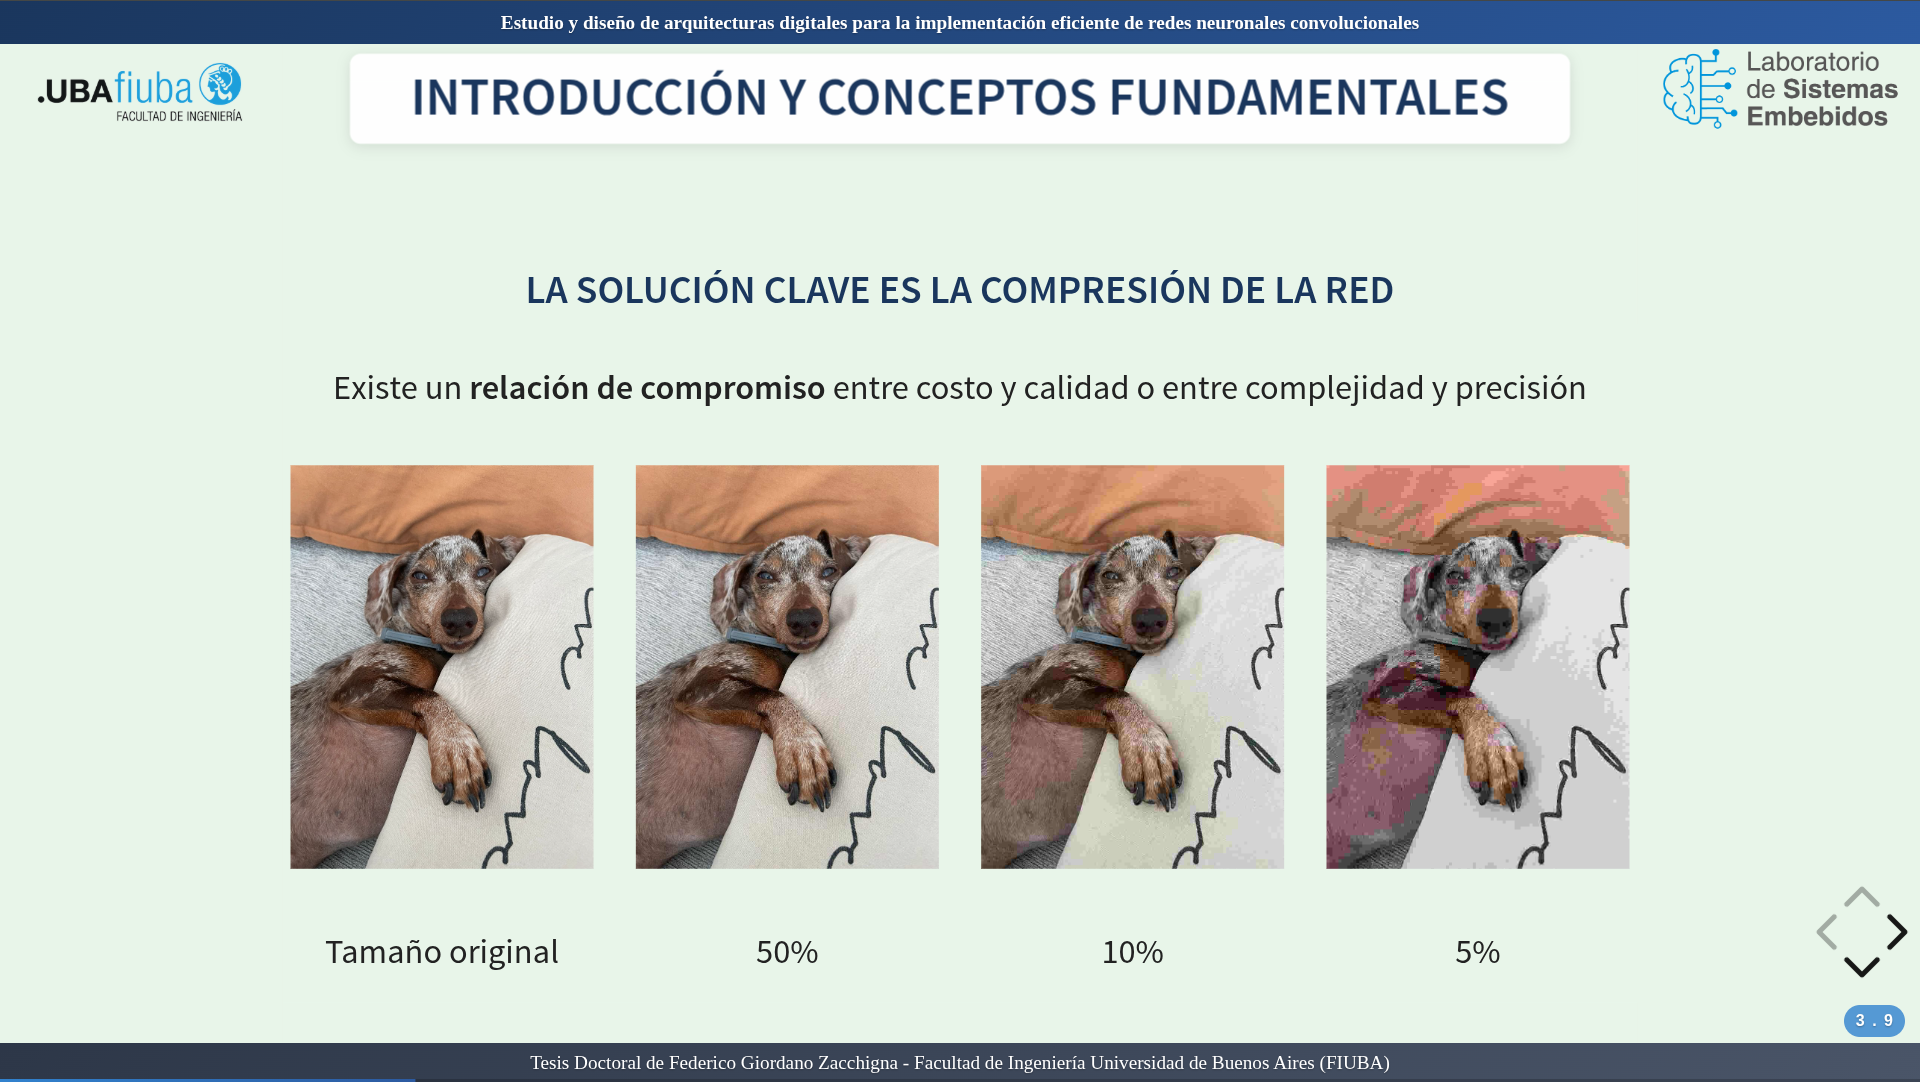 Estudio y diseño de arquitecturas digitales para la implementación eficiente de redes neuronales convolucionales
.UBAfiuba
FACULTAD DE INGENIERÍA
INTRODUCCIÓN Y CONCEPTOS FUNDAMENTALES
Laboratorio
de Sistemas
Embebidos
LA SOLUCIÓN CLAVE ES LA COMPRESIÓN DE LA RED
Existe un relación de compromiso entre costo y calidad o entre complejidad y precisión
Tamaño original
50%
10%
5%
3 . 9
Tesis Doctoral de Federico Giordano Zacchigna - Facultad de Ingeniería Universidad de Buenos Aires (FIUBA)